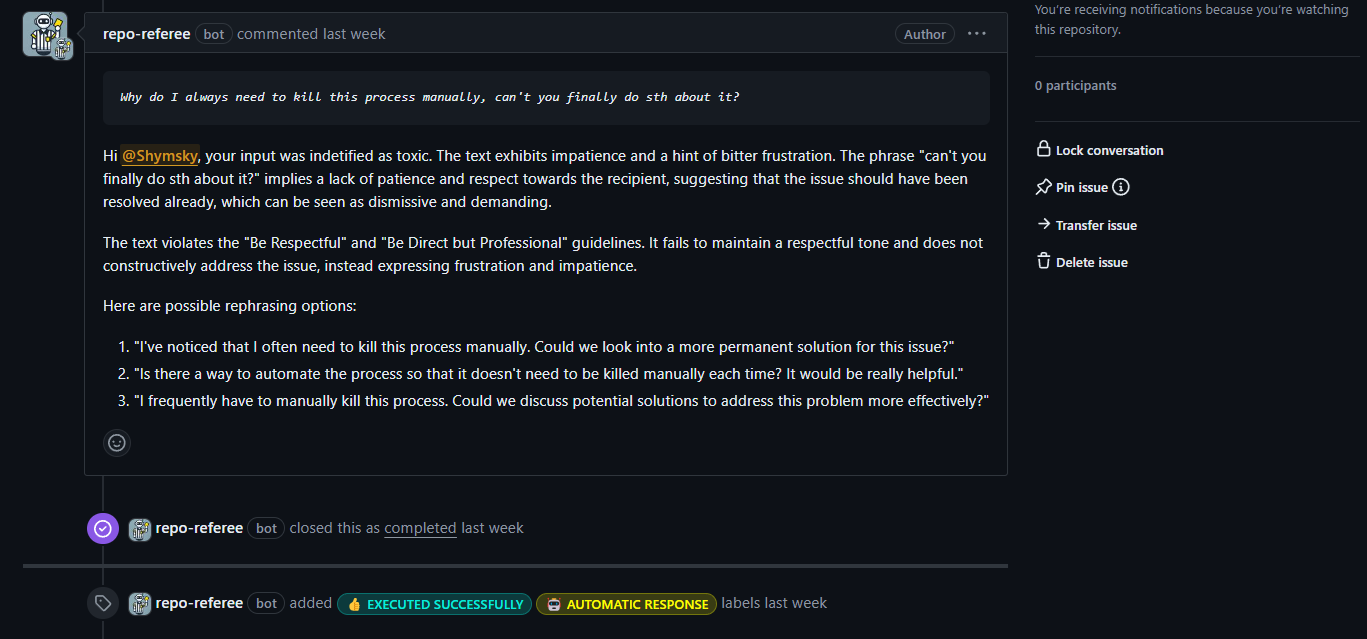 You're receiving notifications because you're watching
this repository.
repo-referee bot commented last week Author ...
0 participants
Why do I always need to kill this process manually, can't you finally do sth about it?
Hi @Shymsky, your input was indetified as toxic. The text exhibits impatience and a hint of bitter frustration. The phrase "can't you
finally do sth about it?" implies a lack of patience and respect towards the recipient, suggesting that the issue should have been
resolved already, which can be seen as dismissive and demanding.
The text violates the "Be Respectful" and "Be Direct but Professional" guidelines. It fails to maintain a respectful tone and does not
constructively address the issue, instead expressing frustration and impatience.
Here are possible rephrasing options:
1. "I've noticed that I often need to kill this process manually. Could we look into a more permanent solution for this issue?"
2. "Is there a way to automate the process so that it doesn't need to be killed manually each time? It would be really helpful."
3. "I frequently have to manually kill this process. Could we discuss potential solutions to address this problem more effectively?"
Lock conversation
Pin issue
Transfer issue
Delete issue
repo-referee bot closed this as completed last week
repo-referee bot added 👍 EXECUTED SUCCESSFULLY 🤖 AUTOMATIC RESPONSE labels last week